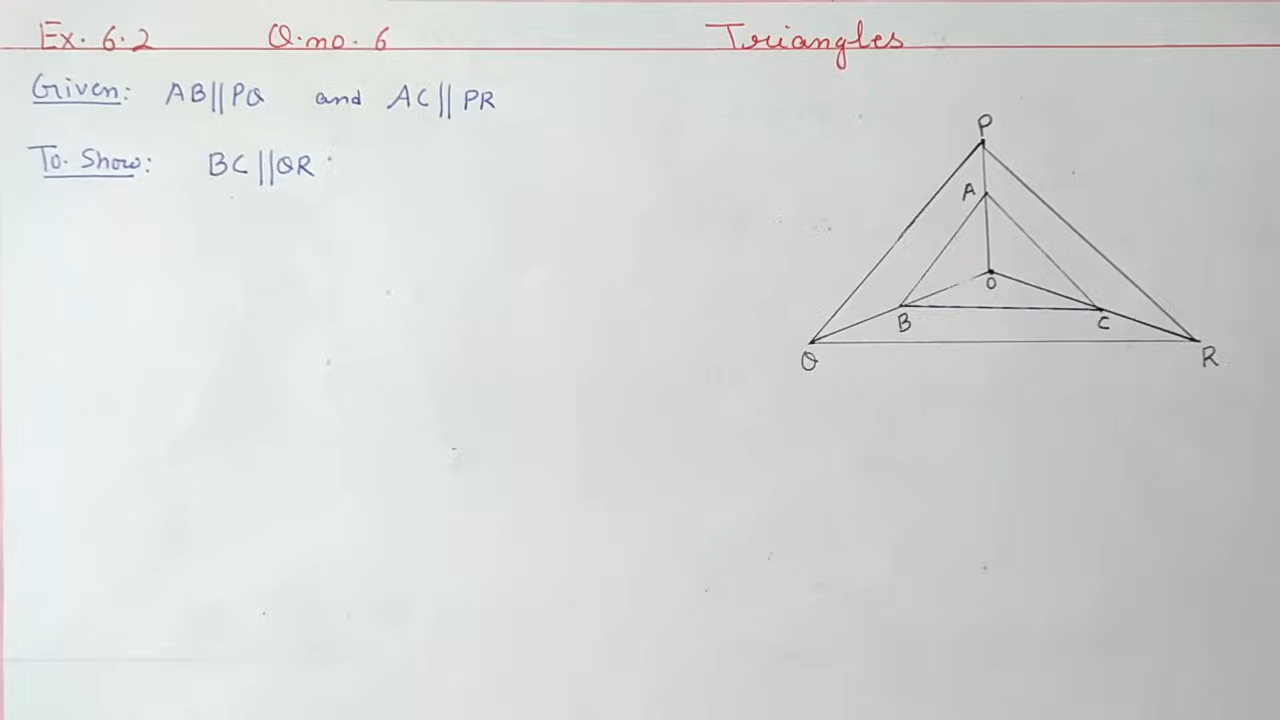 Ex. 6.2 Q.no. 6 Triangles
Given: AB||PQ and AC|| PR
To. Show: BC||QR
P
A
O
B
C
Q
R